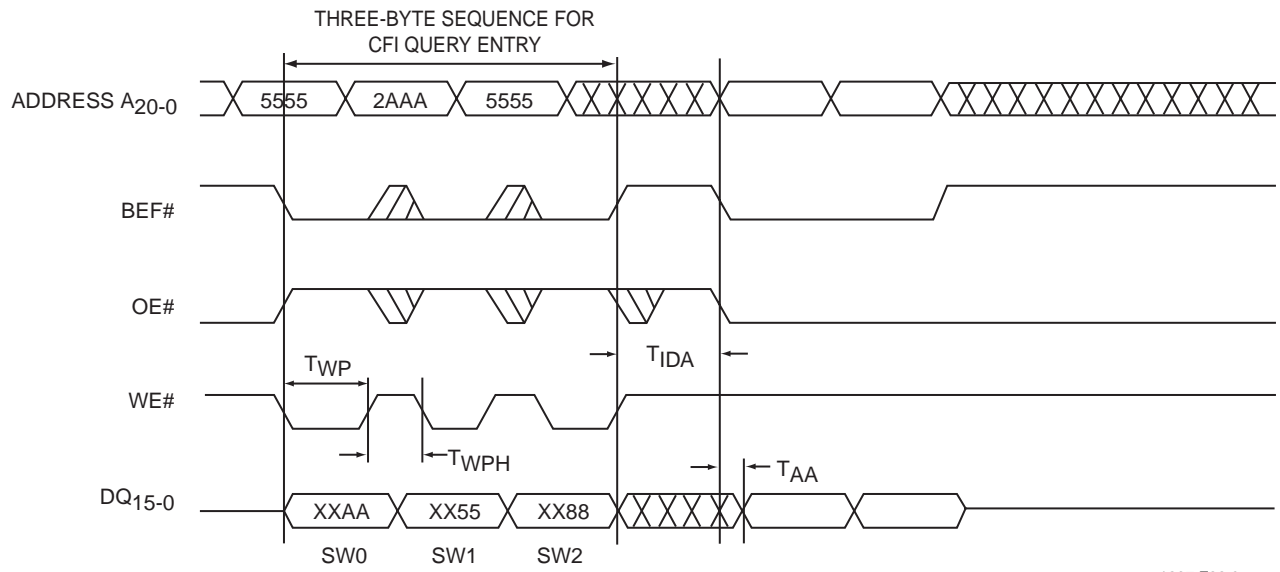 THREE-BYTE SEQUENCE FOR
CFI QUERY ENTRY
ADDRESS A20-0
5555 2AAA 5555
BEF#
OE#
TIDA
TWP
WE#
TWPH
TAA
DQ15-0
XXAA XX55 XX88
SW0 SW1 SW2